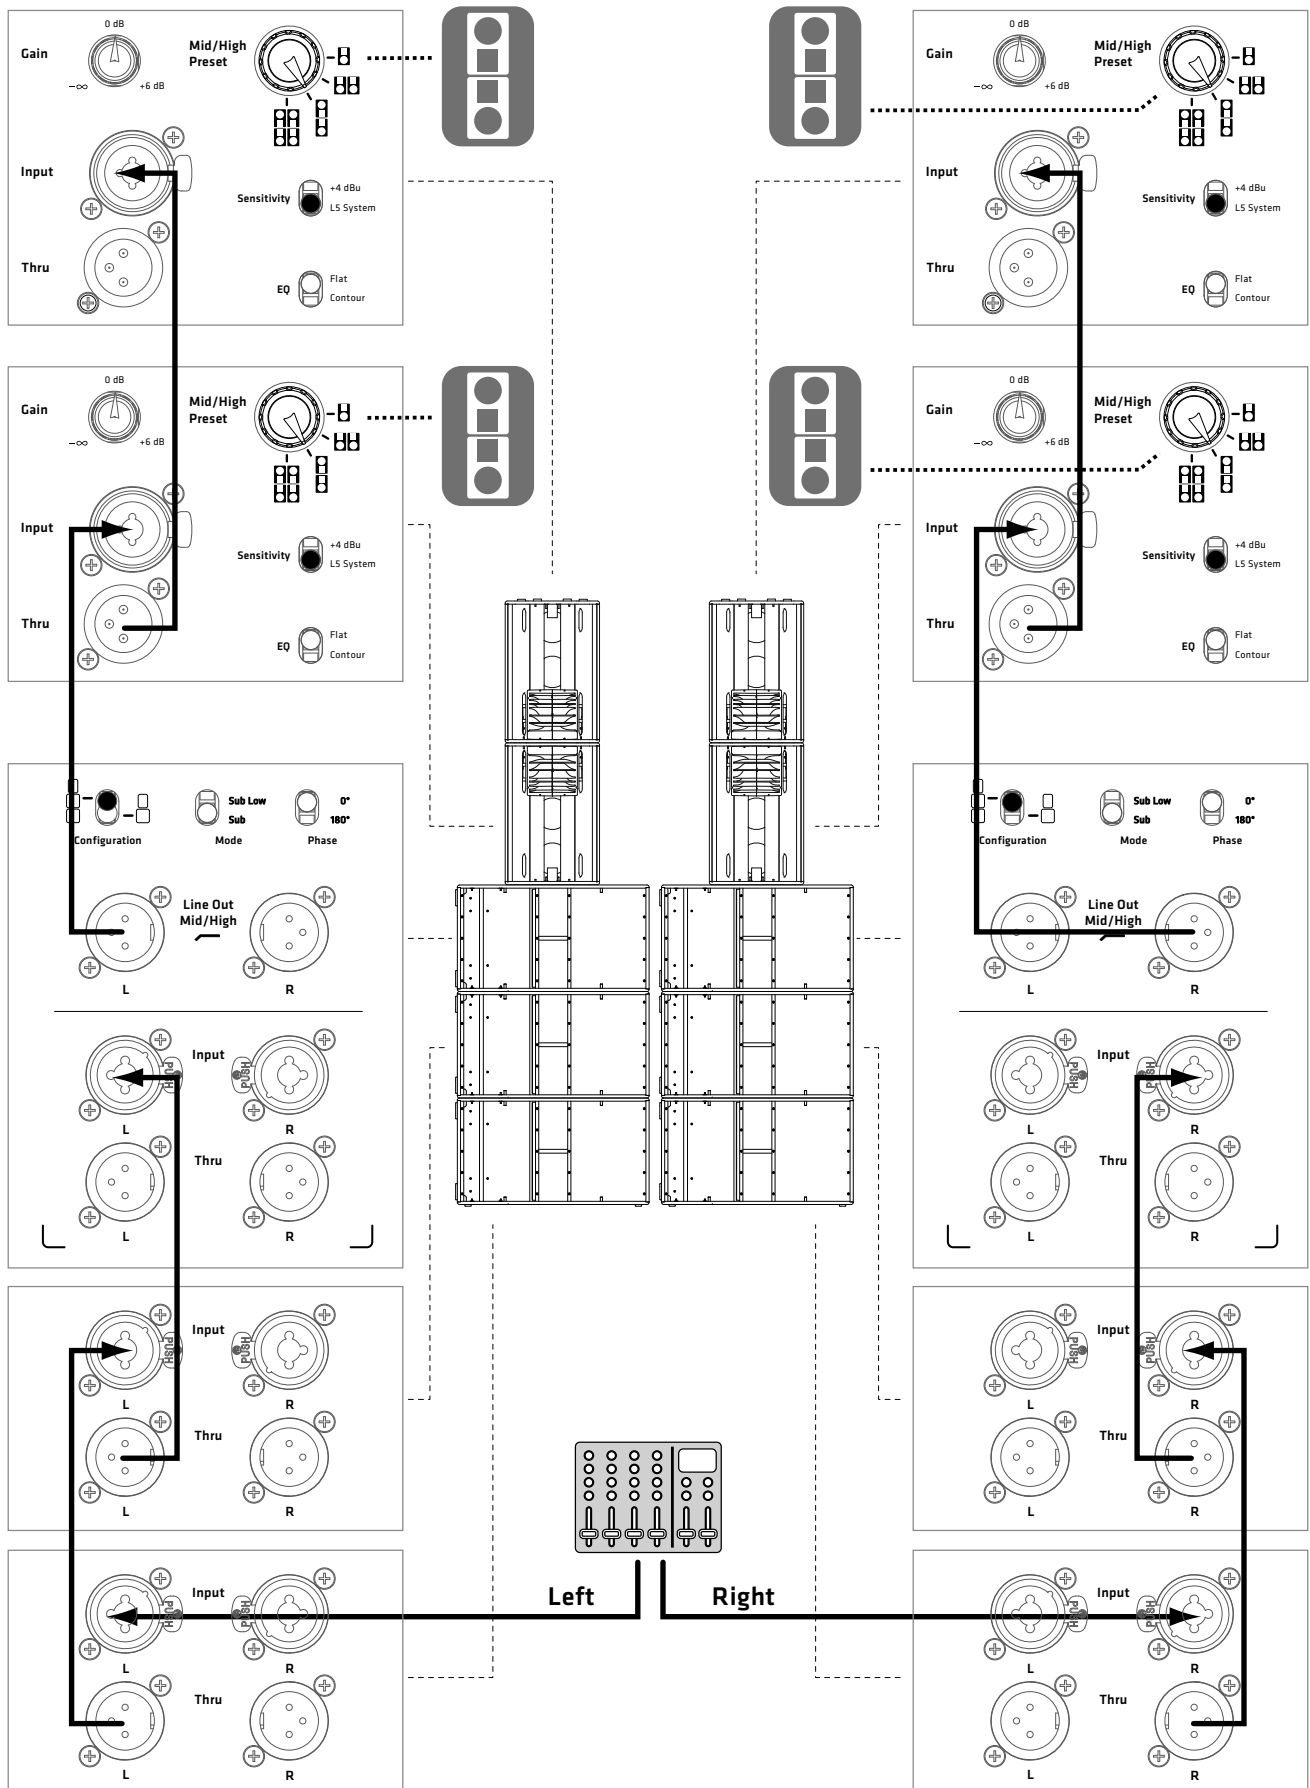 0 dB
Gain
Mid/High
Preset
-∞
+6 dB
Input
Sensitivity
+4 dBu
LS System
Thru
EQ
Flat
Contour
0 dB
Gain
Mid/High
Preset
-∞
+6 dB
Input
Sensitivity
+4 dBu
LS System
Thru
EQ
Flat
Contour
0 dB
Gain
Mid/High
Preset
-∞
+6 dB
Input
Sensitivity
+4 dBu
LS System
Thru
EQ
Flat
Contour
0 dB
Gain
Mid/High
Preset
-∞
+6 dB
Input
Sensitivity
+4 dBu
LS System
Thru
EQ
Flat
Contour
Sub Low
Sub
0°
180°
Configuration
Mode
Phase
Line Out
Mid/High
L
R
Input
PUSH
PUSH
L
R
Thru
L
R
Sub Low
Sub
0°
180°
Configuration
Mode
Phase
Line Out
Mid/High
L
R
Input
PUSH
PUSH
L
R
Thru
L
R
Input
PUSH
PUSH
L
R
Thru
L
R
Input
PUSH
PUSH
L
R
Thru
L
R
Left
Right
Input
PUSH
PUSH
L
R
Thru
L
R
Input
PUSH
PUSH
L
R
Thru
L
R